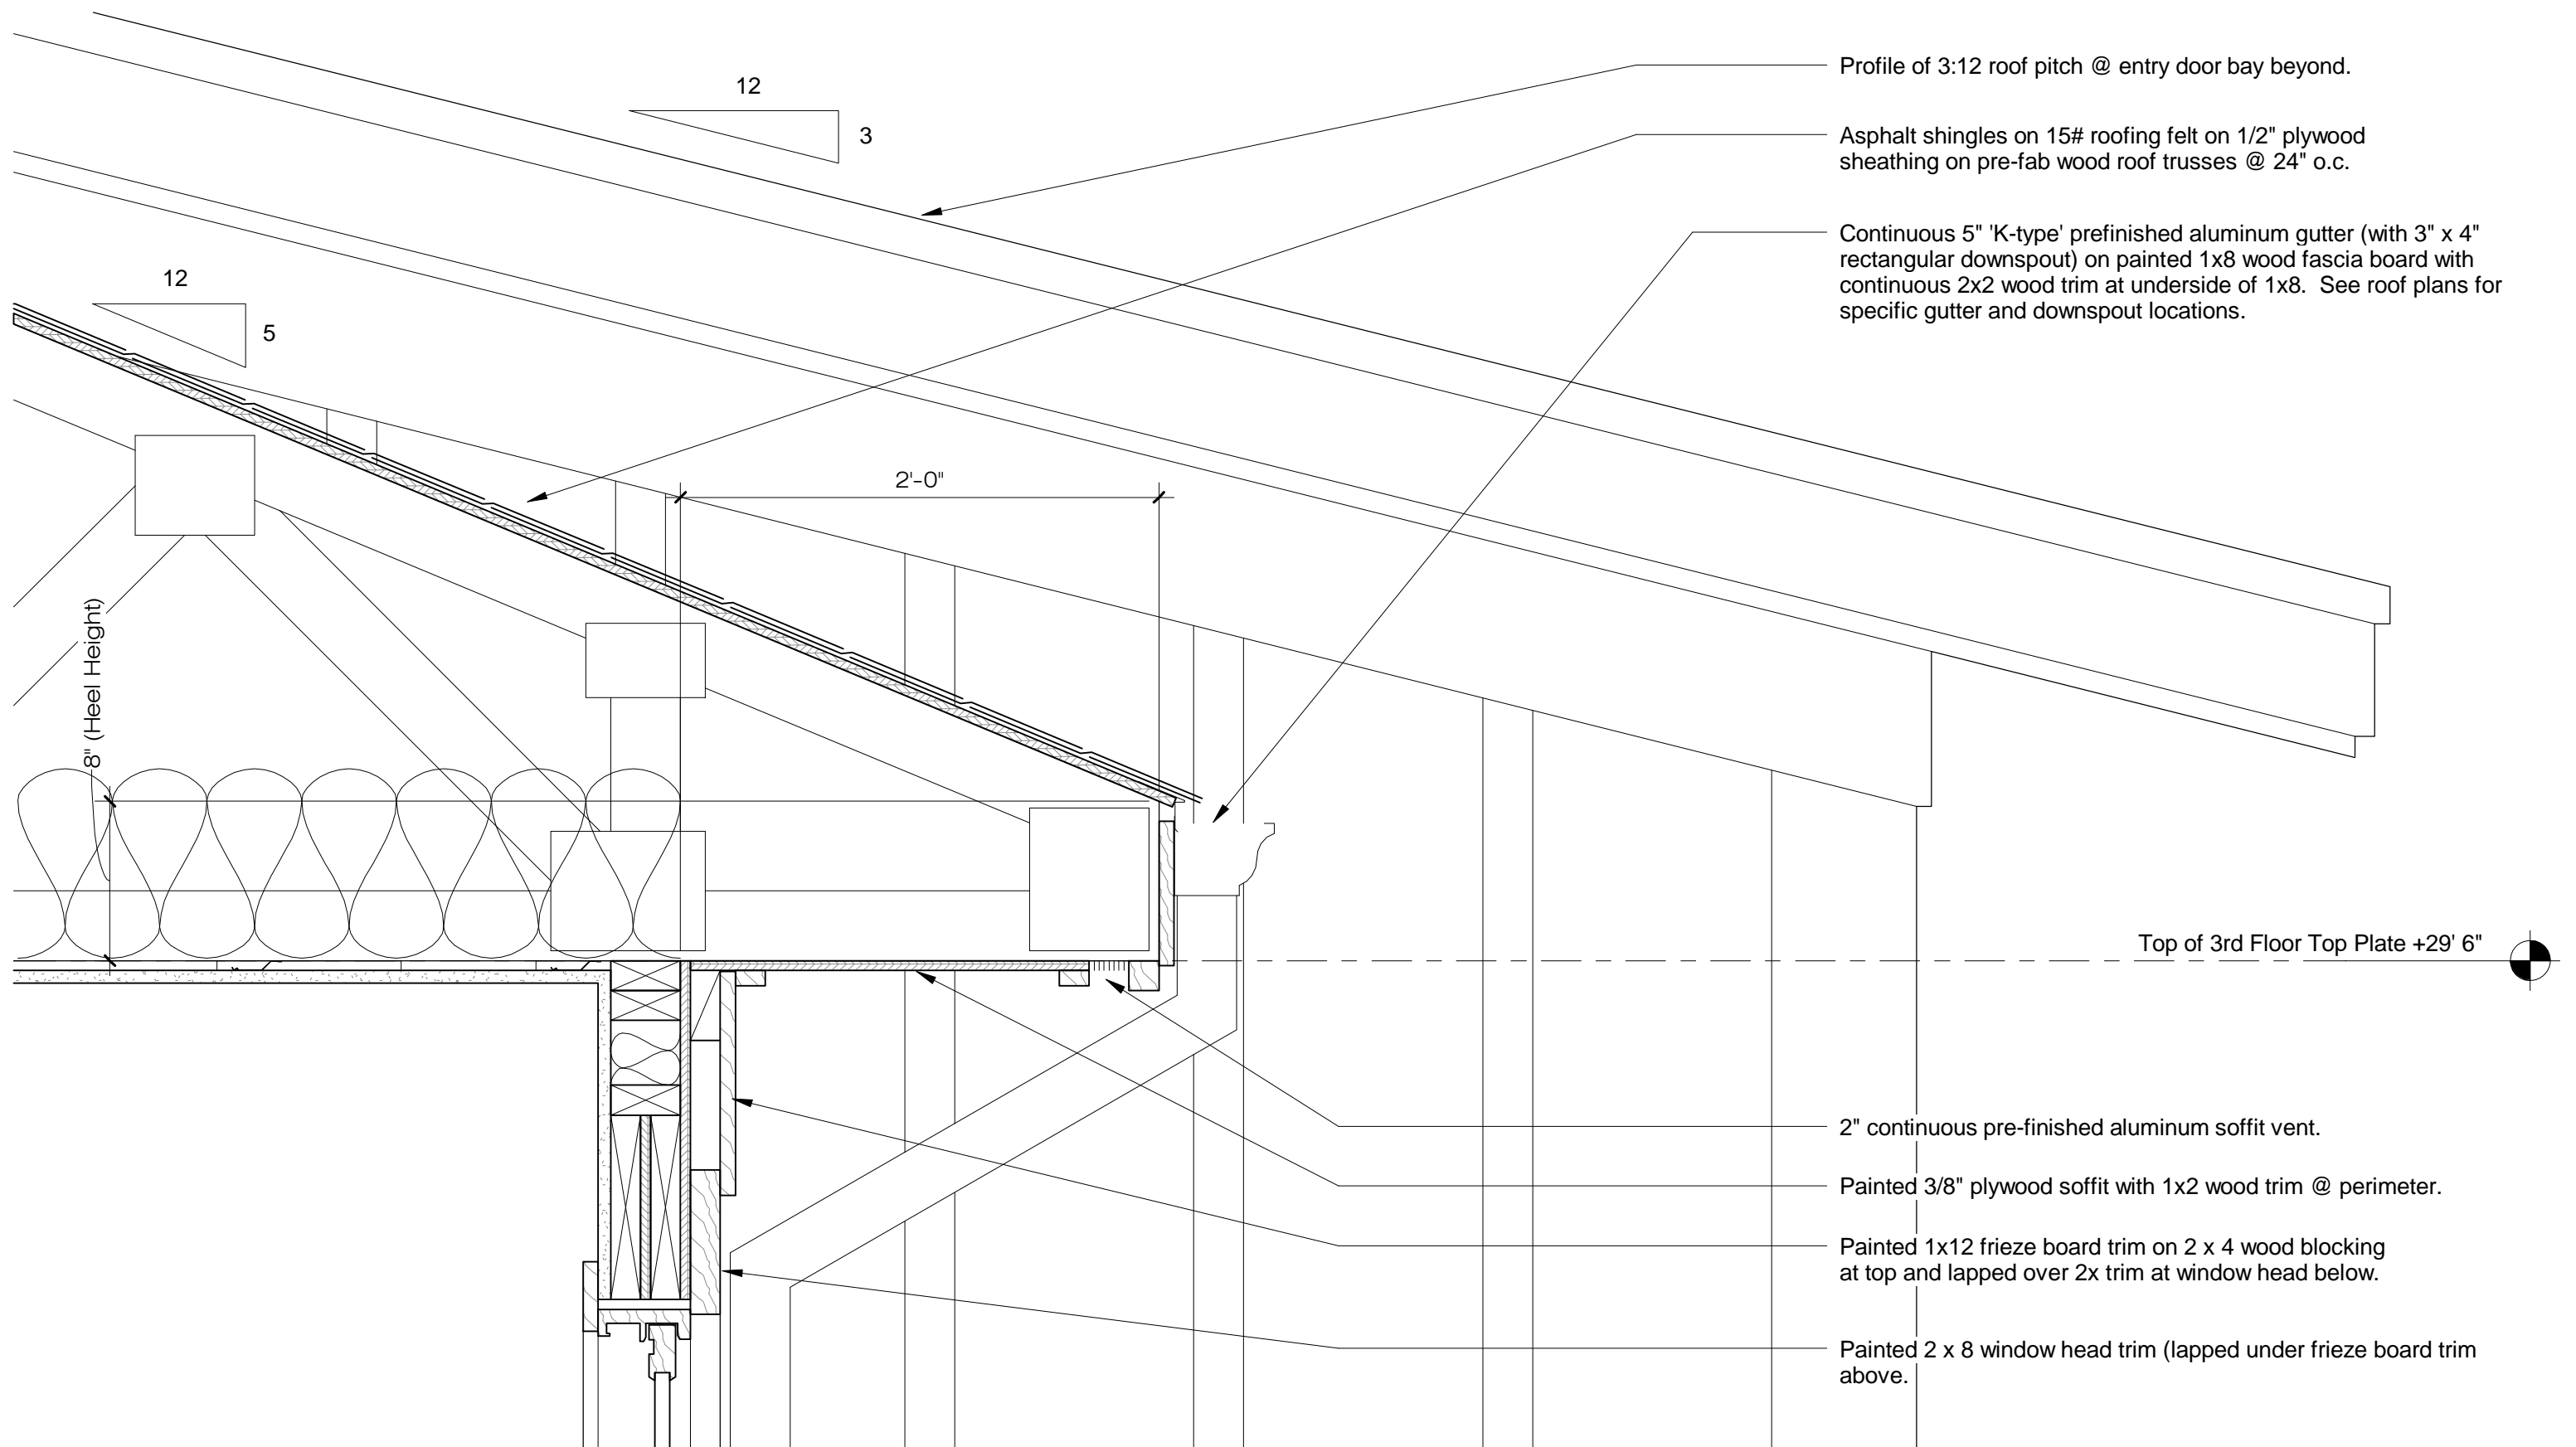 Profile of 3:12 roof pitch @ entry door bay beyond.
12
3
Asphalt shingles on 15# roofing felt on 1/2" plywood
sheathing on pre-fab wood roof trusses @ 24" o.c.
Continuous 5" 'K-type' prefinished aluminum gutter (with 3" x 4"
rectangular downspout) on painted 1x8 wood fascia board with
continuous 2x2 wood trim at underside of 1x8.  See roof plans for
specific gutter and downspout locations.
12
5
2'-0"
8" (Heel Height)
Top of 3rd Floor Top Plate +29' 6"
2" continuous pre-finished aluminum soffit vent.
Painted 3/8" plywood soffit with 1x2 wood trim @ perimeter.
Painted 1x12 frieze board trim on 2 x 4 wood blocking
at top and lapped over 2x trim at window head below.
Painted 2 x 8 window head trim (lapped under frieze board trim
above.